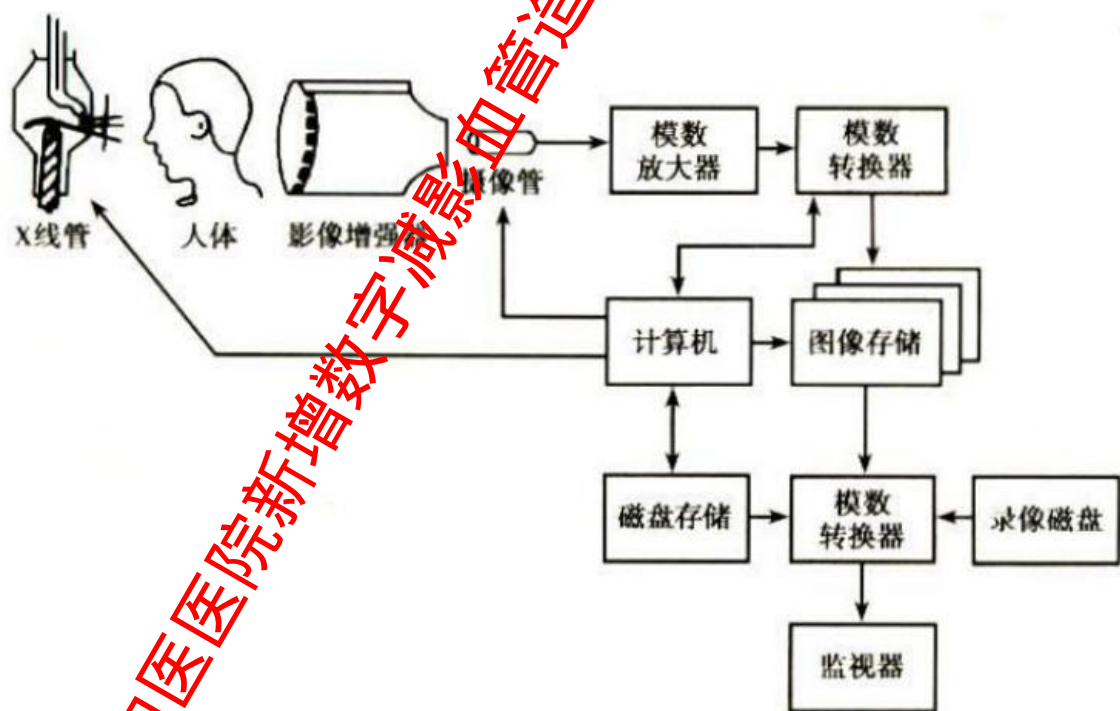 模数
放大器
模数
转换器
摄像管
X线管
人体
影像增强
计算机
图像存储
磁盘存储
模数
转换器
录像磁盘
监视器
医医院新增数字减影血管造